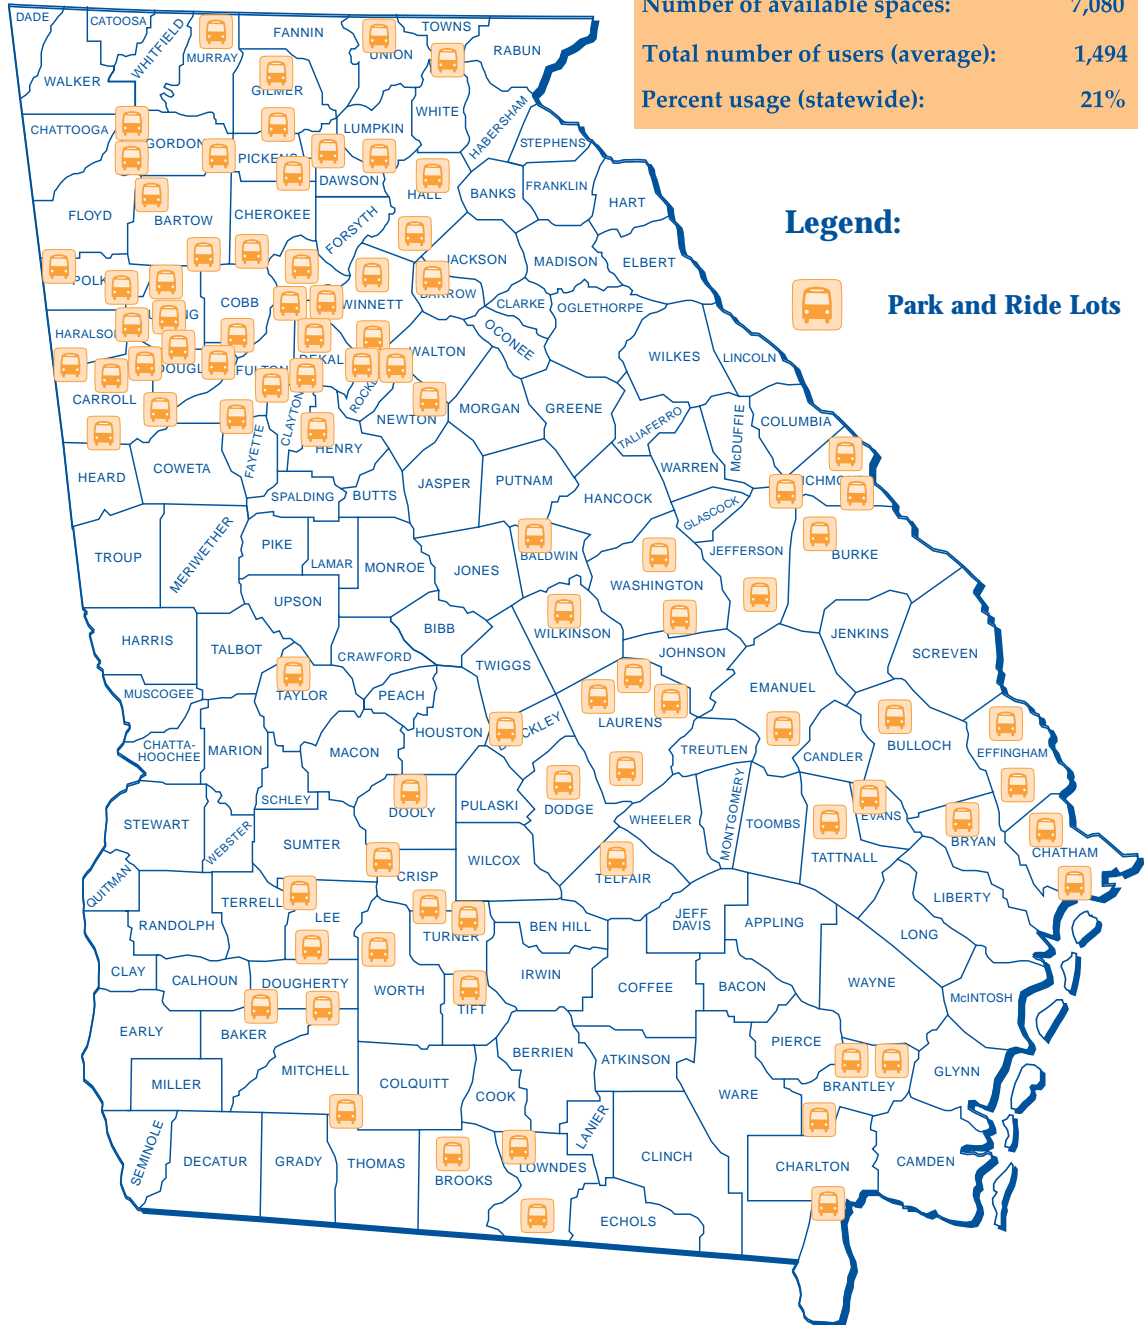 Number of available spaces: 7,080
Total number of users (average): 1,494
Percent usage (statewide): 21%
Legend:
Park and Ride Lots
DADE
CATOOSA
WHITFIELD
MURRAY
FANNIN
UNION
TOWNS
RABUN
WALKER
GILMER
WHITE
HABERSHAM
CHATTOOGA
GORDON
PICKENS
LUMPKIN
STEPHENS
DAWSON
HALL
BANKS
FRANKLIN
HART
FLOYD
BARTOW
CHEROKEE
FORSYTH
JACKSON
MADISON
ELBERT
POLK
COBB
BARROW
CLARKE
OGLETHORPE
HARALSON
OCONEE
WALTON
WILKES
LINCOLN
FULTON
CARROLL
CLAYTON
NEWTON
MORGAN
GREENE
TALIAFERRO
McDUFFIE
COLUMBIA
HEARD
COWETA
FAYETTE
HENRY
WARREN
SPALDING
BUTTS
JASPER
PUTNAM
HANCOCK
GLASCOCK
TROUP
MERIWETHER
PIKE
LAMAR
MONROE
JONES
BALDWIN
WASHINGTON
JEFFERSON
BURKE
UPSON
HARRIS
TALBOT
CRAWFORD
BIBB
TWIGGS
WILKINSON
JOHNSON
JENKINS
SCREVEN
MUSCOGEE
TAYLOR
PEACH
EMANUEL
CHATTA-
HOOCHEE
MARION
MACON
HOUSTON
LAURENS
TREUTLEN
CANDLER
BULLOCH
EFFINGHAM
SCHLEY
DOOLY
PULASKI
DODGE
WHEELER
MONTGOMERY
TOOMBS
TATTNALL
EVANS
BRYAN
CHATHAM
STEWART
WEBSTER
SUMTER
WILCOX
TELFAIR
CRISP
QUITMAN
RANDOLPH
TERRELL
LEE
TURNER
BEN HILL
JEFF
DAVIS
APPLING
LIBERTY
LONG
CLAY
CALHOUN
DOUGHERTY
WORTH
IRWIN
COFFEE
BACON
WAYNE
McINTOSH
TIFT
EARLY
BAKER
MITCHELL
BERRIEN
ATKINSON
PIERCE
BRANTLEY
GLYNN
MILLER
COLQUITT
COOK
LANIER
WARE
SEMINOLE
DECATUR
GRADY
THOMAS
BROOKS
LOWNDES
CLINCH
CHARLTON
CAMDEN
ECHOLS